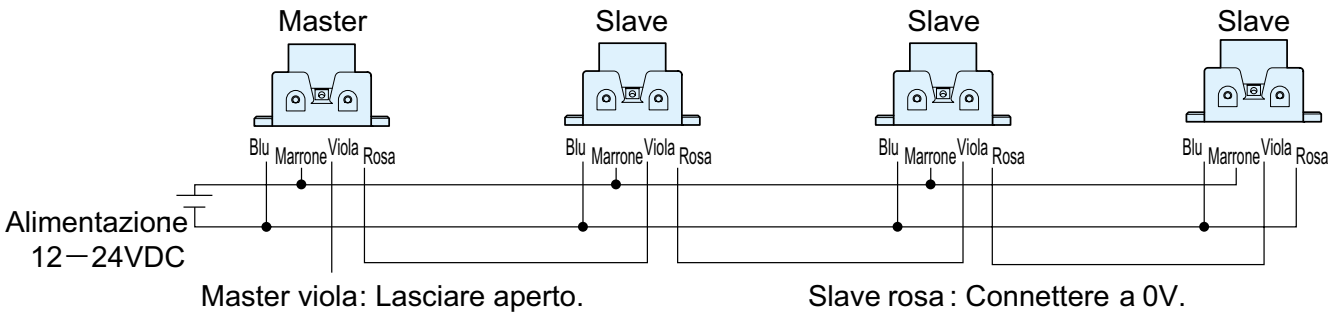 Master Slave Slave Slave
Blu Marrone Viola Rosa Blu Marrone Viola Rosa Blu Marrone Viola Rosa Blu Marrone Viola Rosa
Alimentazione
12－24VDC
Master viola: Lasciare aperto. Slave rosa : Connettere a 0V.